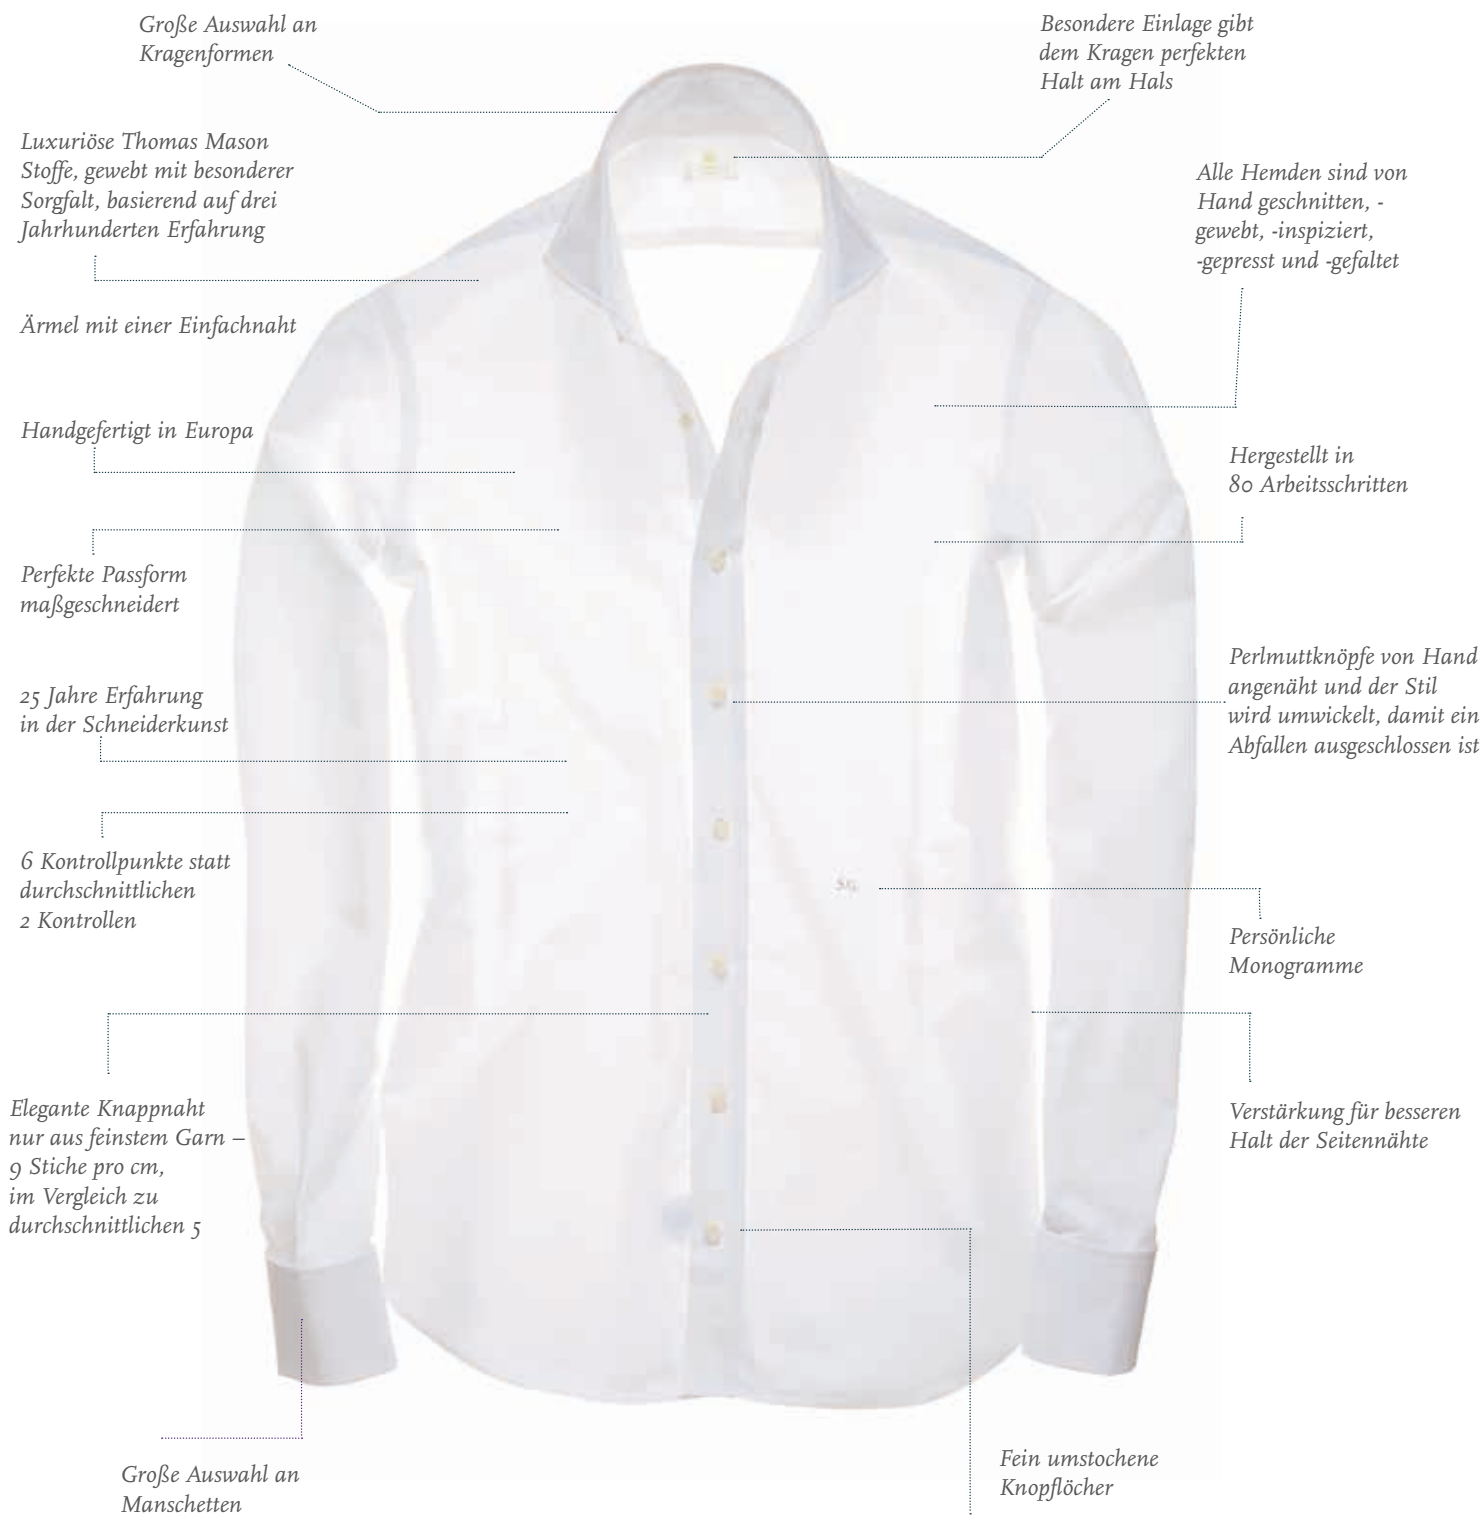 Große Auswahl an
Kragenformen
Besondere Einlage gibt
dem Kragen perfekten
Halt am Hals
Luxuriöse Thomas Mason
Stoffe, gewebt mit besonderer
Sorgfalt, basierend auf drei
Jahrhunderten Erfahrung
Alle Hemden sind von
Hand geschnitten, -
gewebt, -inspiziert,
-gepresst und -gefaltet
Ärmel mit einer Einfachnaht
Handgefertigt in Europa
Hergestellt in
80 Arbeitsschritten
Perfekte Passform
maßgeschneidert
Perlmuttknöpfe von Hand
angenäht und der Stil
wird umwickelt, damit ein
Abfallen ausgeschlossen ist
25 Jahre Erfahrung
in der Schneiderkunst
6 Kontrollpunkte statt
durchschnittlichen
2 Kontrollen
Persönliche
Monogramme
Elegante Knappnaht
nur aus feinstem Garn –
9 Stiche pro cm,
im Vergleich zu
durchschnittlichen 5
Verstärkung für besseren
Halt der Seitennähte
Große Auswahl an
Manschetten
Fein umstochene
Knopflöcher